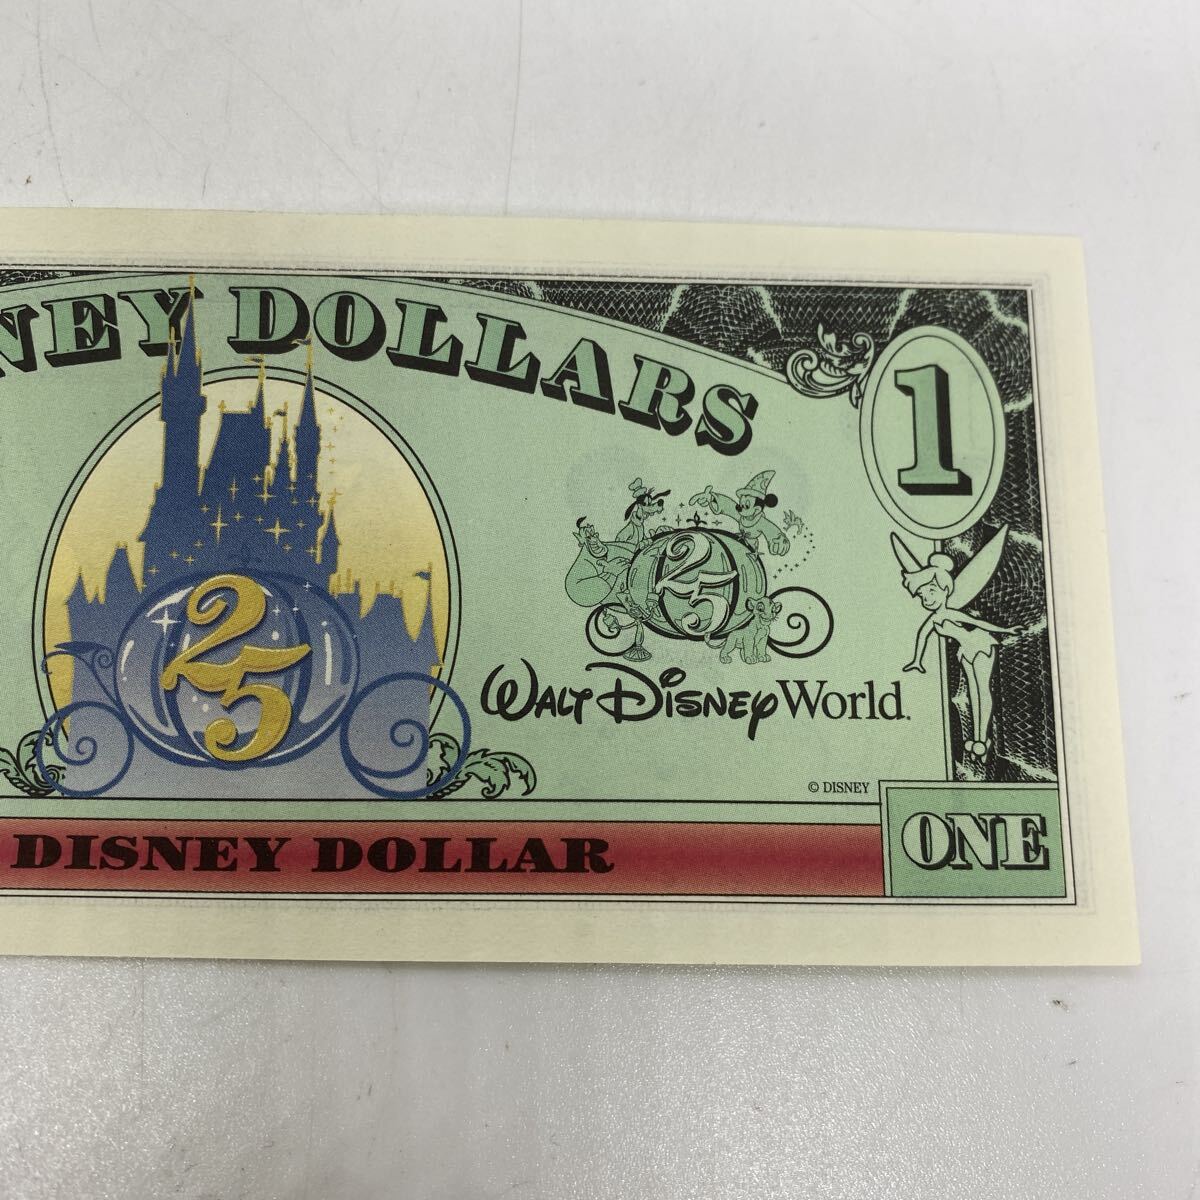 NEY DOLLARS
1
25
25
WALT DISNEY World.
© DISNEY
DISNEY DOLLAR
ONE